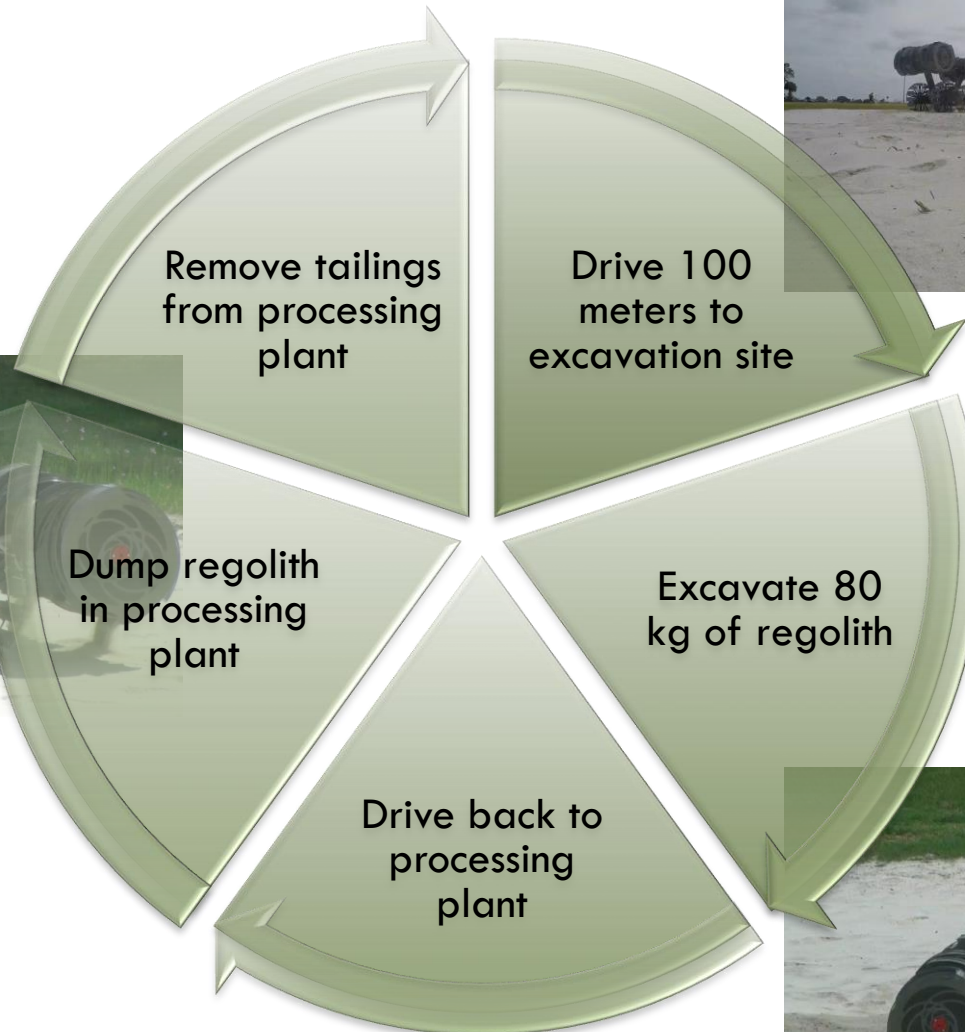 Remove tailings
from processing
plant
Drive 100
meters to
excavation site
Excavate 80
kg of regolith
Drive back to
processing
plant
Dump regolith
in processing
plant